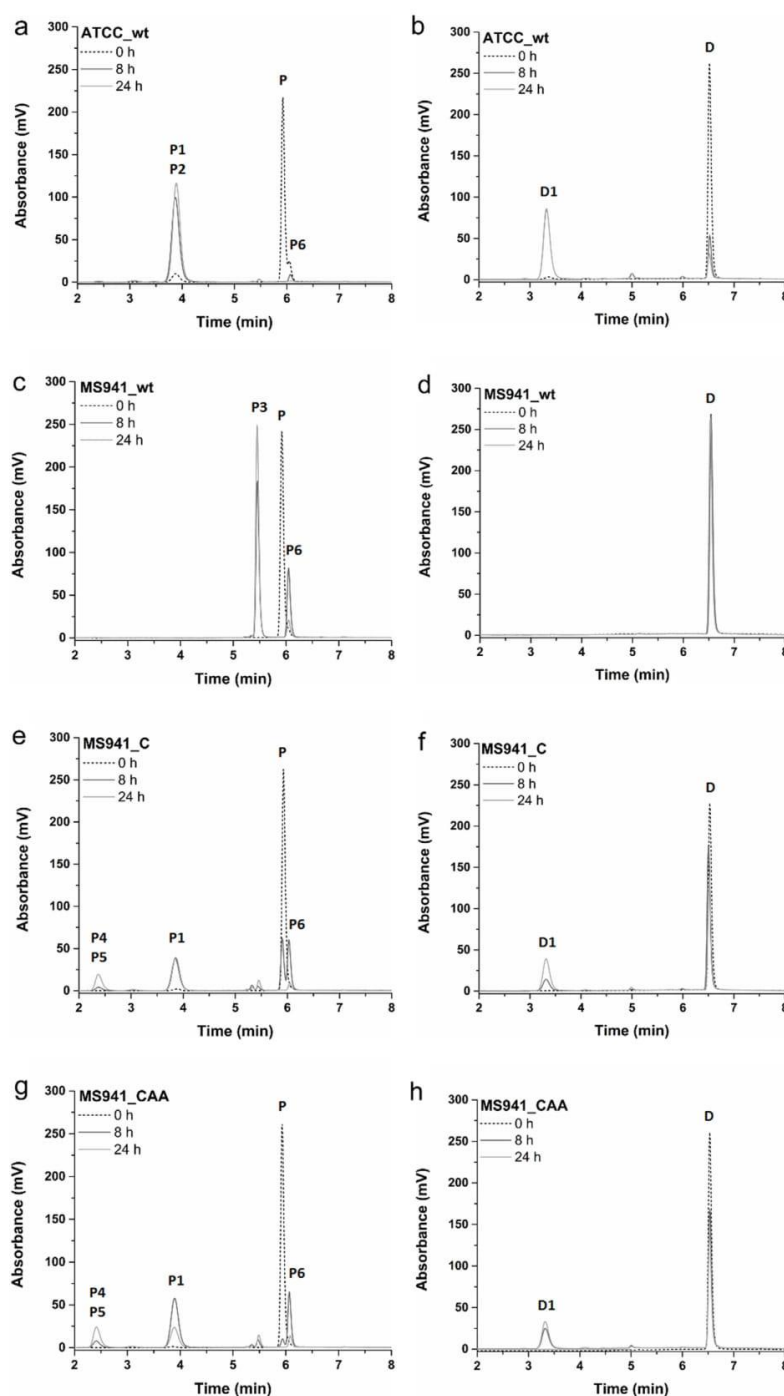 a
ATCC_wt
0 h
8 h
24 h
P
P1
P2
P6
300
250
200
150
100
50
0
Absorbance (mV)
2 3 4 5 6 7 8
Time (min)
b
ATCC_wt
0 h
8 h
24 h
D
D1
300
250
200
150
100
50
0
Absorbance (mV)
2 3 4 5 6 7 8
Time (min)
c
MS941_wt
0 h
8 h
24 h
P3
P
P6
300
250
200
150
100
50
0
Absorbance (mV)
2 3 4 5 6 7 8
Time (min)
d
MS941_wt
0 h
8 h
24 h
D
300
250
200
150
100
50
0
Absorbance (mV)
2 3 4 5 6 7 8
Time (min)
e
MS941_C
0 h
8 h
24 h
P
P4
P5
P1
P6
300
250
200
150
100
50
0
Absorbance (mV)
2 3 4 5 6 7 8
Time (min)
f
MS941_C
0 h
8 h
24 h
D
D1
300
250
200
150
100
50
0
Absorbance (mV)
2 3 4 5 6 7 8
Time (min)
g
MS941_CAA
0 h
8 h
24 h
P
P4
P5
P1
P6
300
250
200
150
100
50
0
Absorbance (mV)
2 3 4 5 6 7 8
Time (min)
h
MS941_CAA
0 h
8 h
24 h
D
D1
300
250
200
150
100
50
0
Absorbance (mV)
2 3 4 5 6 7 8
Time (min)